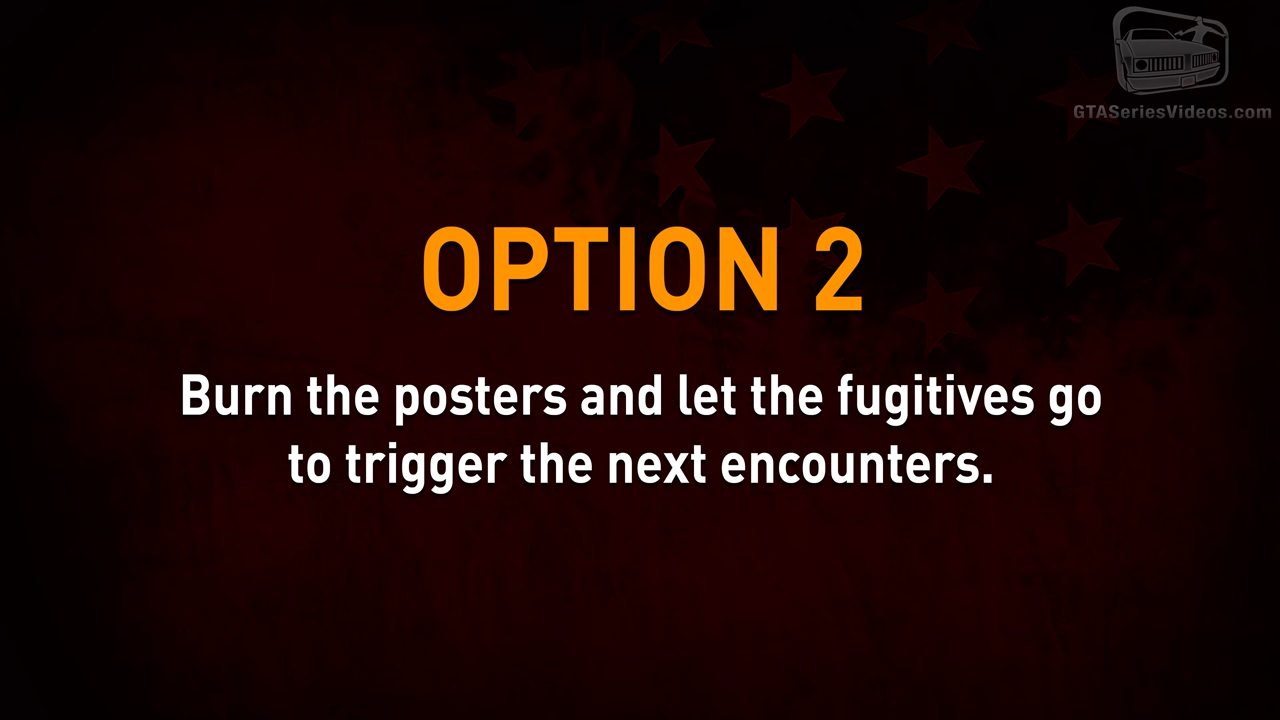 GTASeriesVideos.com
OPTION 2
Burn the posters and let the fugitives go
to trigger the next encounters.